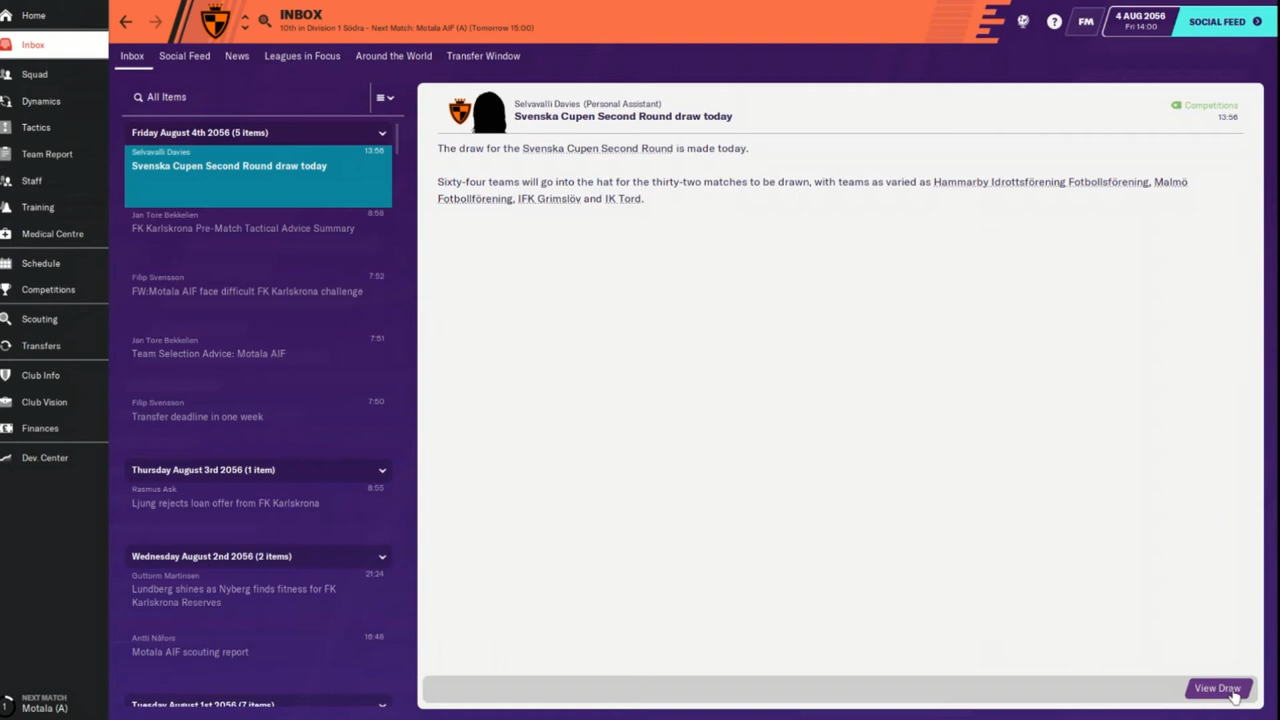 Home
Inbox
Squad
Dynamics
Tactics
Team Report
Staff
Training
Medical Centre
Schedule
Competitions
Scouting
Transfers
Club Info
Club Vision
Finances
Dev. Center
NEXT MATCH
Motala (A)
INBOX
10th in Division 1 Södra - Next Match: Motala AIF (A) (Tomorrow 15:00)
FM
4 AUG 2056
Fri 14:00
SOCIAL FEED
Inbox Social Feed News Leagues in Focus Around the World Transfer Window
All Items
Friday August 4th 2056 (5 items)
Selvavalli Davies 13:56
Svenska Cupen Second Round draw today
Jan Tore Bekkelien 8:58
FK Karlskrona Pre-Match Tactical Advice Summary
Filip Svensson 7:52
FW:Motala AIF face difficult FK Karlskrona challenge
Jan Tore Bekkelien 7:51
Team Selection Advice: Motala AIF
Filip Svensson 7:50
Transfer deadline in one week
Thursday August 3rd 2056 (1 item)
Rasmus Ask 8:55
Ljung rejects loan offer from FK Karlskrona
Wednesday August 2nd 2056 (2 items)
Guttorm Martinsen 21:24
Lundberg shines as Nyberg finds fitness for FK
Karlskrona Reserves
Antti Nåfors 16:48
Motala AIF scouting report
Tuesday August 1st 2056 (7 items)
Selvavalli Davies (Personal Assistant)
Svenska Cupen Second Round draw today
Competitions
13:56
The draw for the Svenska Cupen Second Round is made today.
Sixty-four teams will go into the hat for the thirty-two matches to be drawn, with teams as varied as Hammarby Idrottsförening Fotbollsförening, Malmö
Fotbollförening, IFK Grimslöv and IK Tord.
View Draw